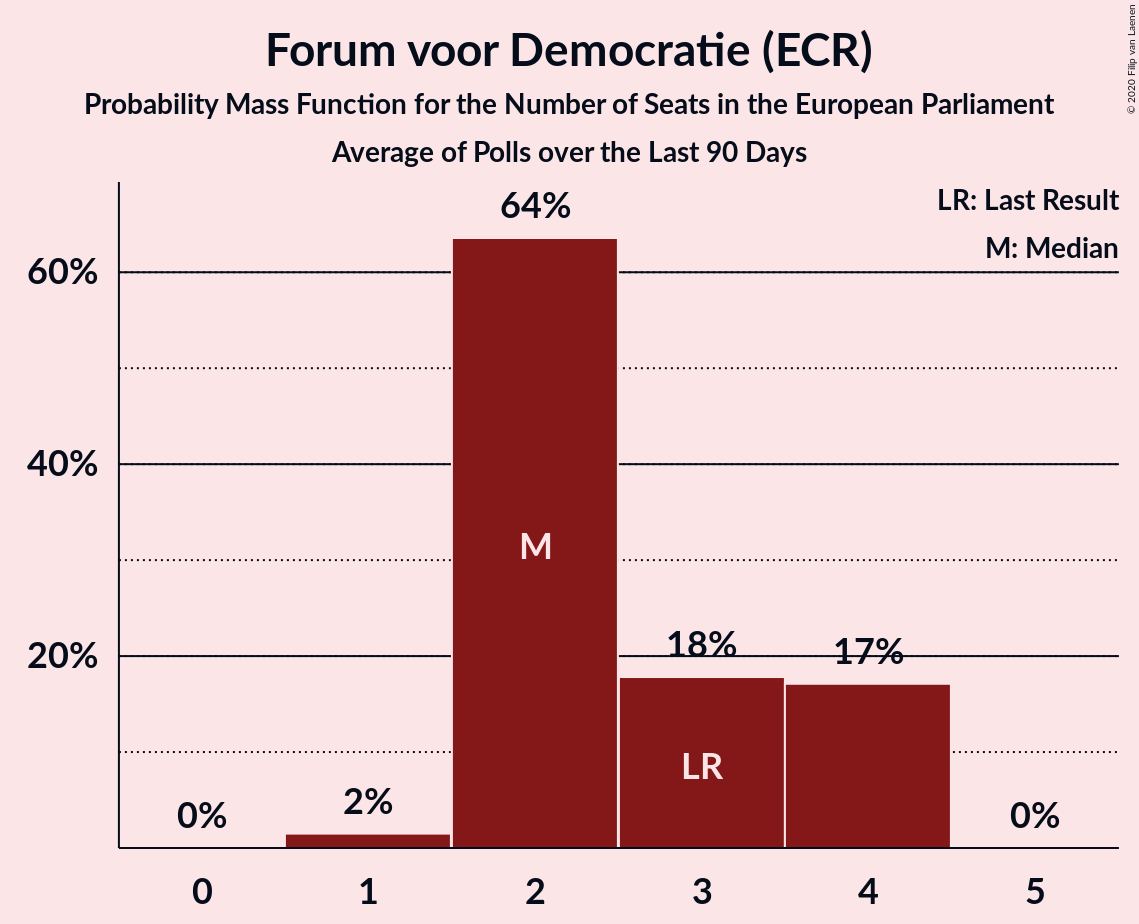 Forum voor Democratie (ECR)
Probability Mass Function for the Number of Seats in the European Parliament
Average of Polls over the Last 90 Days
© 2020 Filip van Laenen
LR: Last Result
M: Median
64%
60%
40%
M
20%
18%
17%
LR
0%
2%
0%
0 1 2 3 4 5